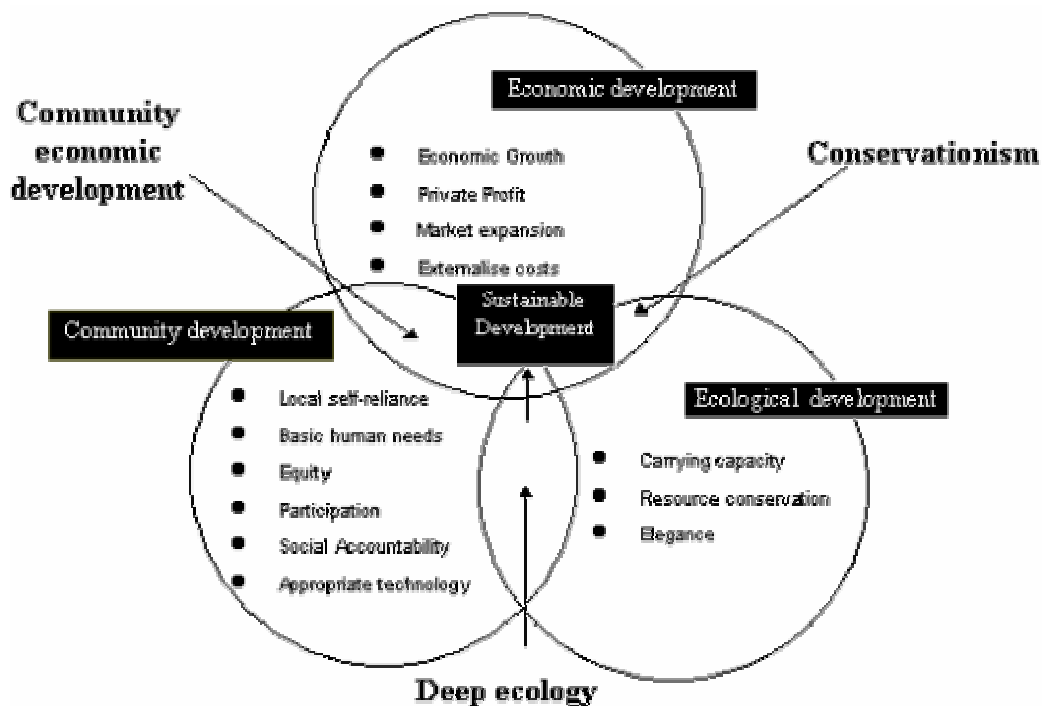 Economic development
Community
economic
development
Conservationism
Economic Growth
Private Profit
Market expansion
Externalise costs
Sustainable
Development
Community development
Ecological development
Local self-reliance
Basic human needs
Equity
Participation
Social Accountability
Appropriate technology
Carrying capacity
Resource conservation
Elegance
Deep ecology